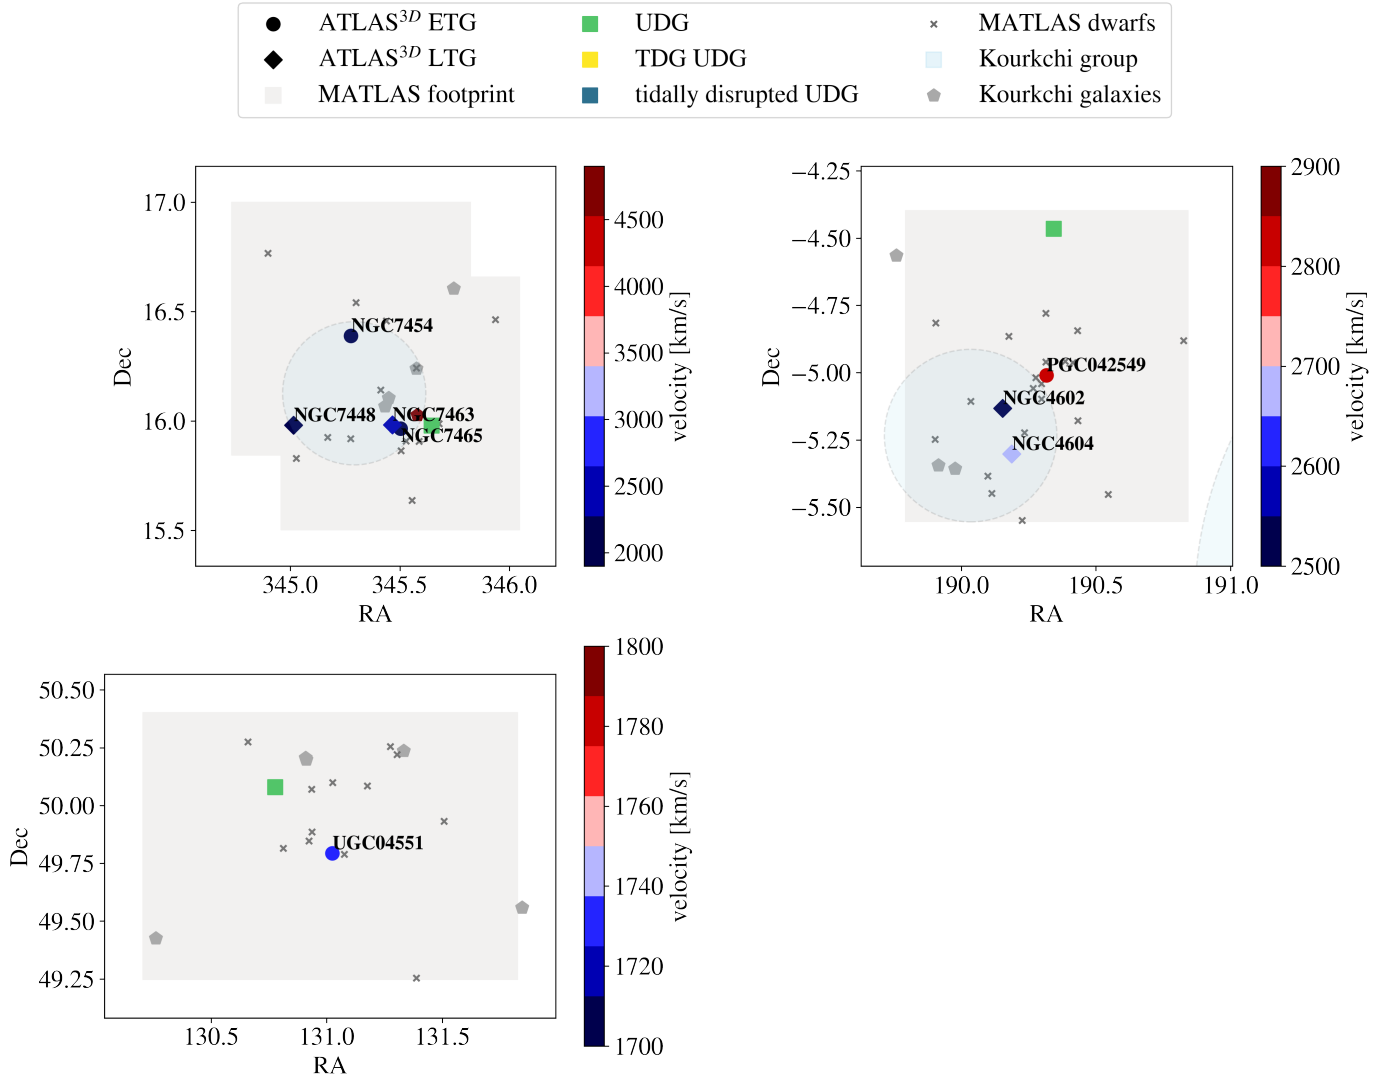 ATLAS³ᴰ ETG
UDG
MATLAS dwarfs
ATLAS³ᴰ LTG
TDG UDG
Kourkchi group
MATLAS footprint
tidally disrupted UDG
Kourkchi galaxies
17.0
16.5
16.0
15.5
Dec
345.0 345.5 346.0
RA
NGC7454
NGC7448
NGC7463
NGC7465
4500
4000
3500
3000
2500
2000
velocity [km/s]
−4.25
−4.50
−4.75
−5.00
−5.25
−5.50
Dec
190.0 190.5 191.0
RA
PGC042549
NGC4602
NGC4604
2900
2800
2700
2600
2500
velocity [km/s]
50.50
50.25
50.00
49.75
49.50
49.25
Dec
130.5 131.0 131.5
RA
UGC04551
1800
1780
1760
1740
1720
1700
velocity [km/s]